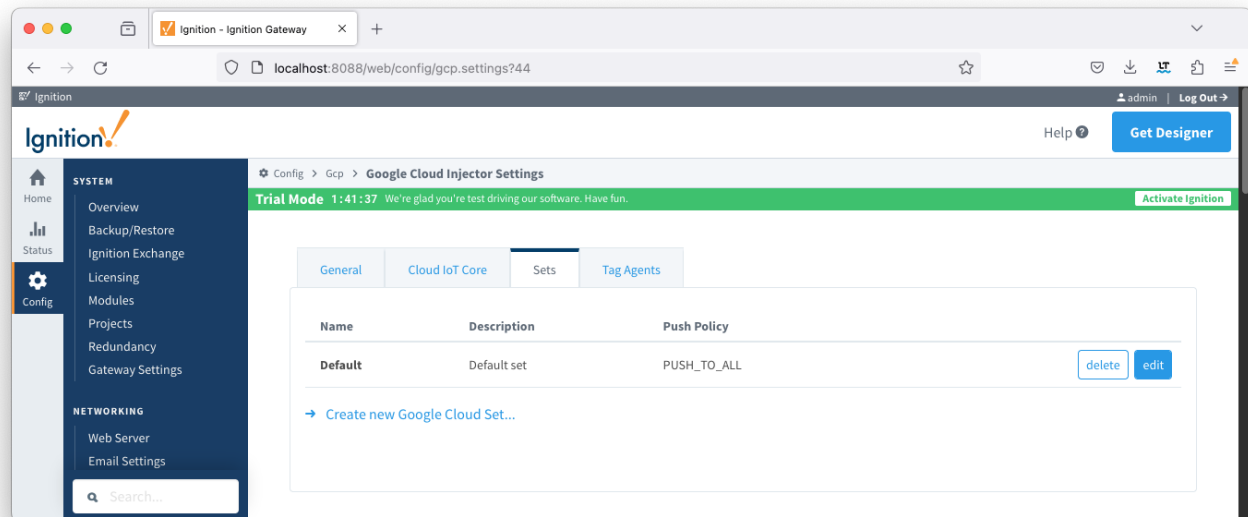 Ignition - Ignition Gateway
localhost:8088/web/config/gcp.settings?44
LT
Ignition
admin | Log Out
Ignition!
Help ?
Get Designer
Home
Status
Config
SYSTEM
Overview
Backup/Restore
Ignition Exchange
Licensing
Modules
Projects
Redundancy
Gateway Settings
NETWORKING
Web Server
Email Settings
Search...
Config > Gcp > Google Cloud Injector Settings
Trial Mode 1:41:37 We're glad you're test driving our software. Have fun.
Activate Ignition
General Cloud IoT Core Sets Tag Agents
Name Description Push Policy
Default Default set PUSH_TO_ALL delete edit
Create new Google Cloud Set...